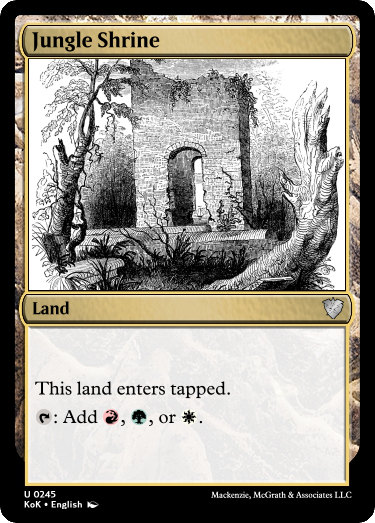 Jungle Shrine
Land
This land enters tapped.
: Add , , or .
U 0245
KoK • English
Mackenzie, McGrath & Associates LLC